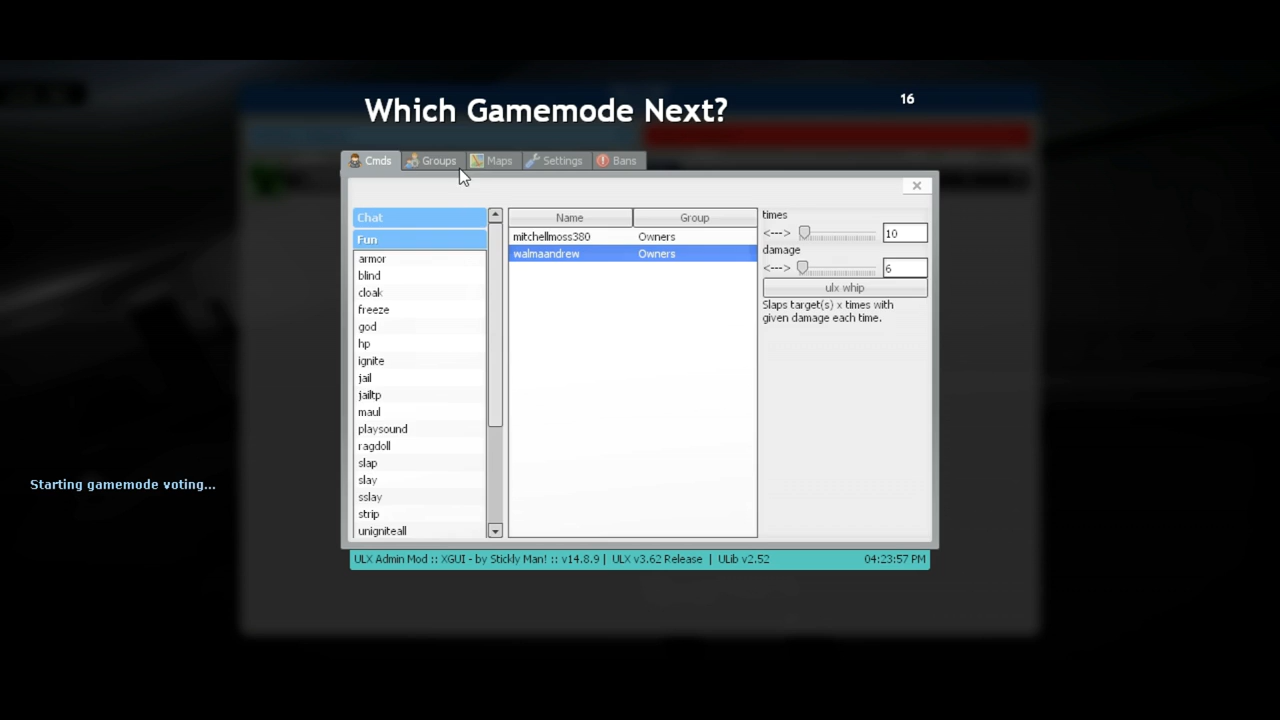 Which Gamemode Next?
16
Cmds Groups Maps Settings Bans
Chat
Fun
armor
blind
cloak
freeze
god
hp
ignite
jail
jailtp
maul
playsound
ragdoll
slap
slay
sslay
strip
unigniteall
Name Group
mitchellmoss380 Owners
walmaandrew Owners
times
<---> 10
damage
<---> 6
ulx whip
Slaps target(s) x times with
given damage each time.
Starting gamemode voting...
ULX Admin Mod :: XGUI - by Stickly Man! :: v14.8.9 | ULX v3.62 Release | ULib v2.52 04:23:57 PM